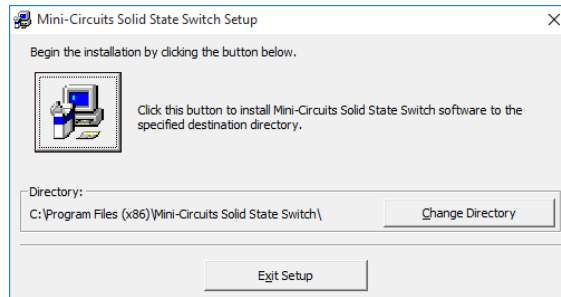 Mini-Circuits Solid State Switch Setup
Begin the installation by clicking the button below.
Click this button to install Mini-Circuits Solid State Switch software to the
specified destination directory.
Directory:
C:\Program Files (x86)\Mini-Circuits Solid State Switch\
Change Directory
Exit Setup